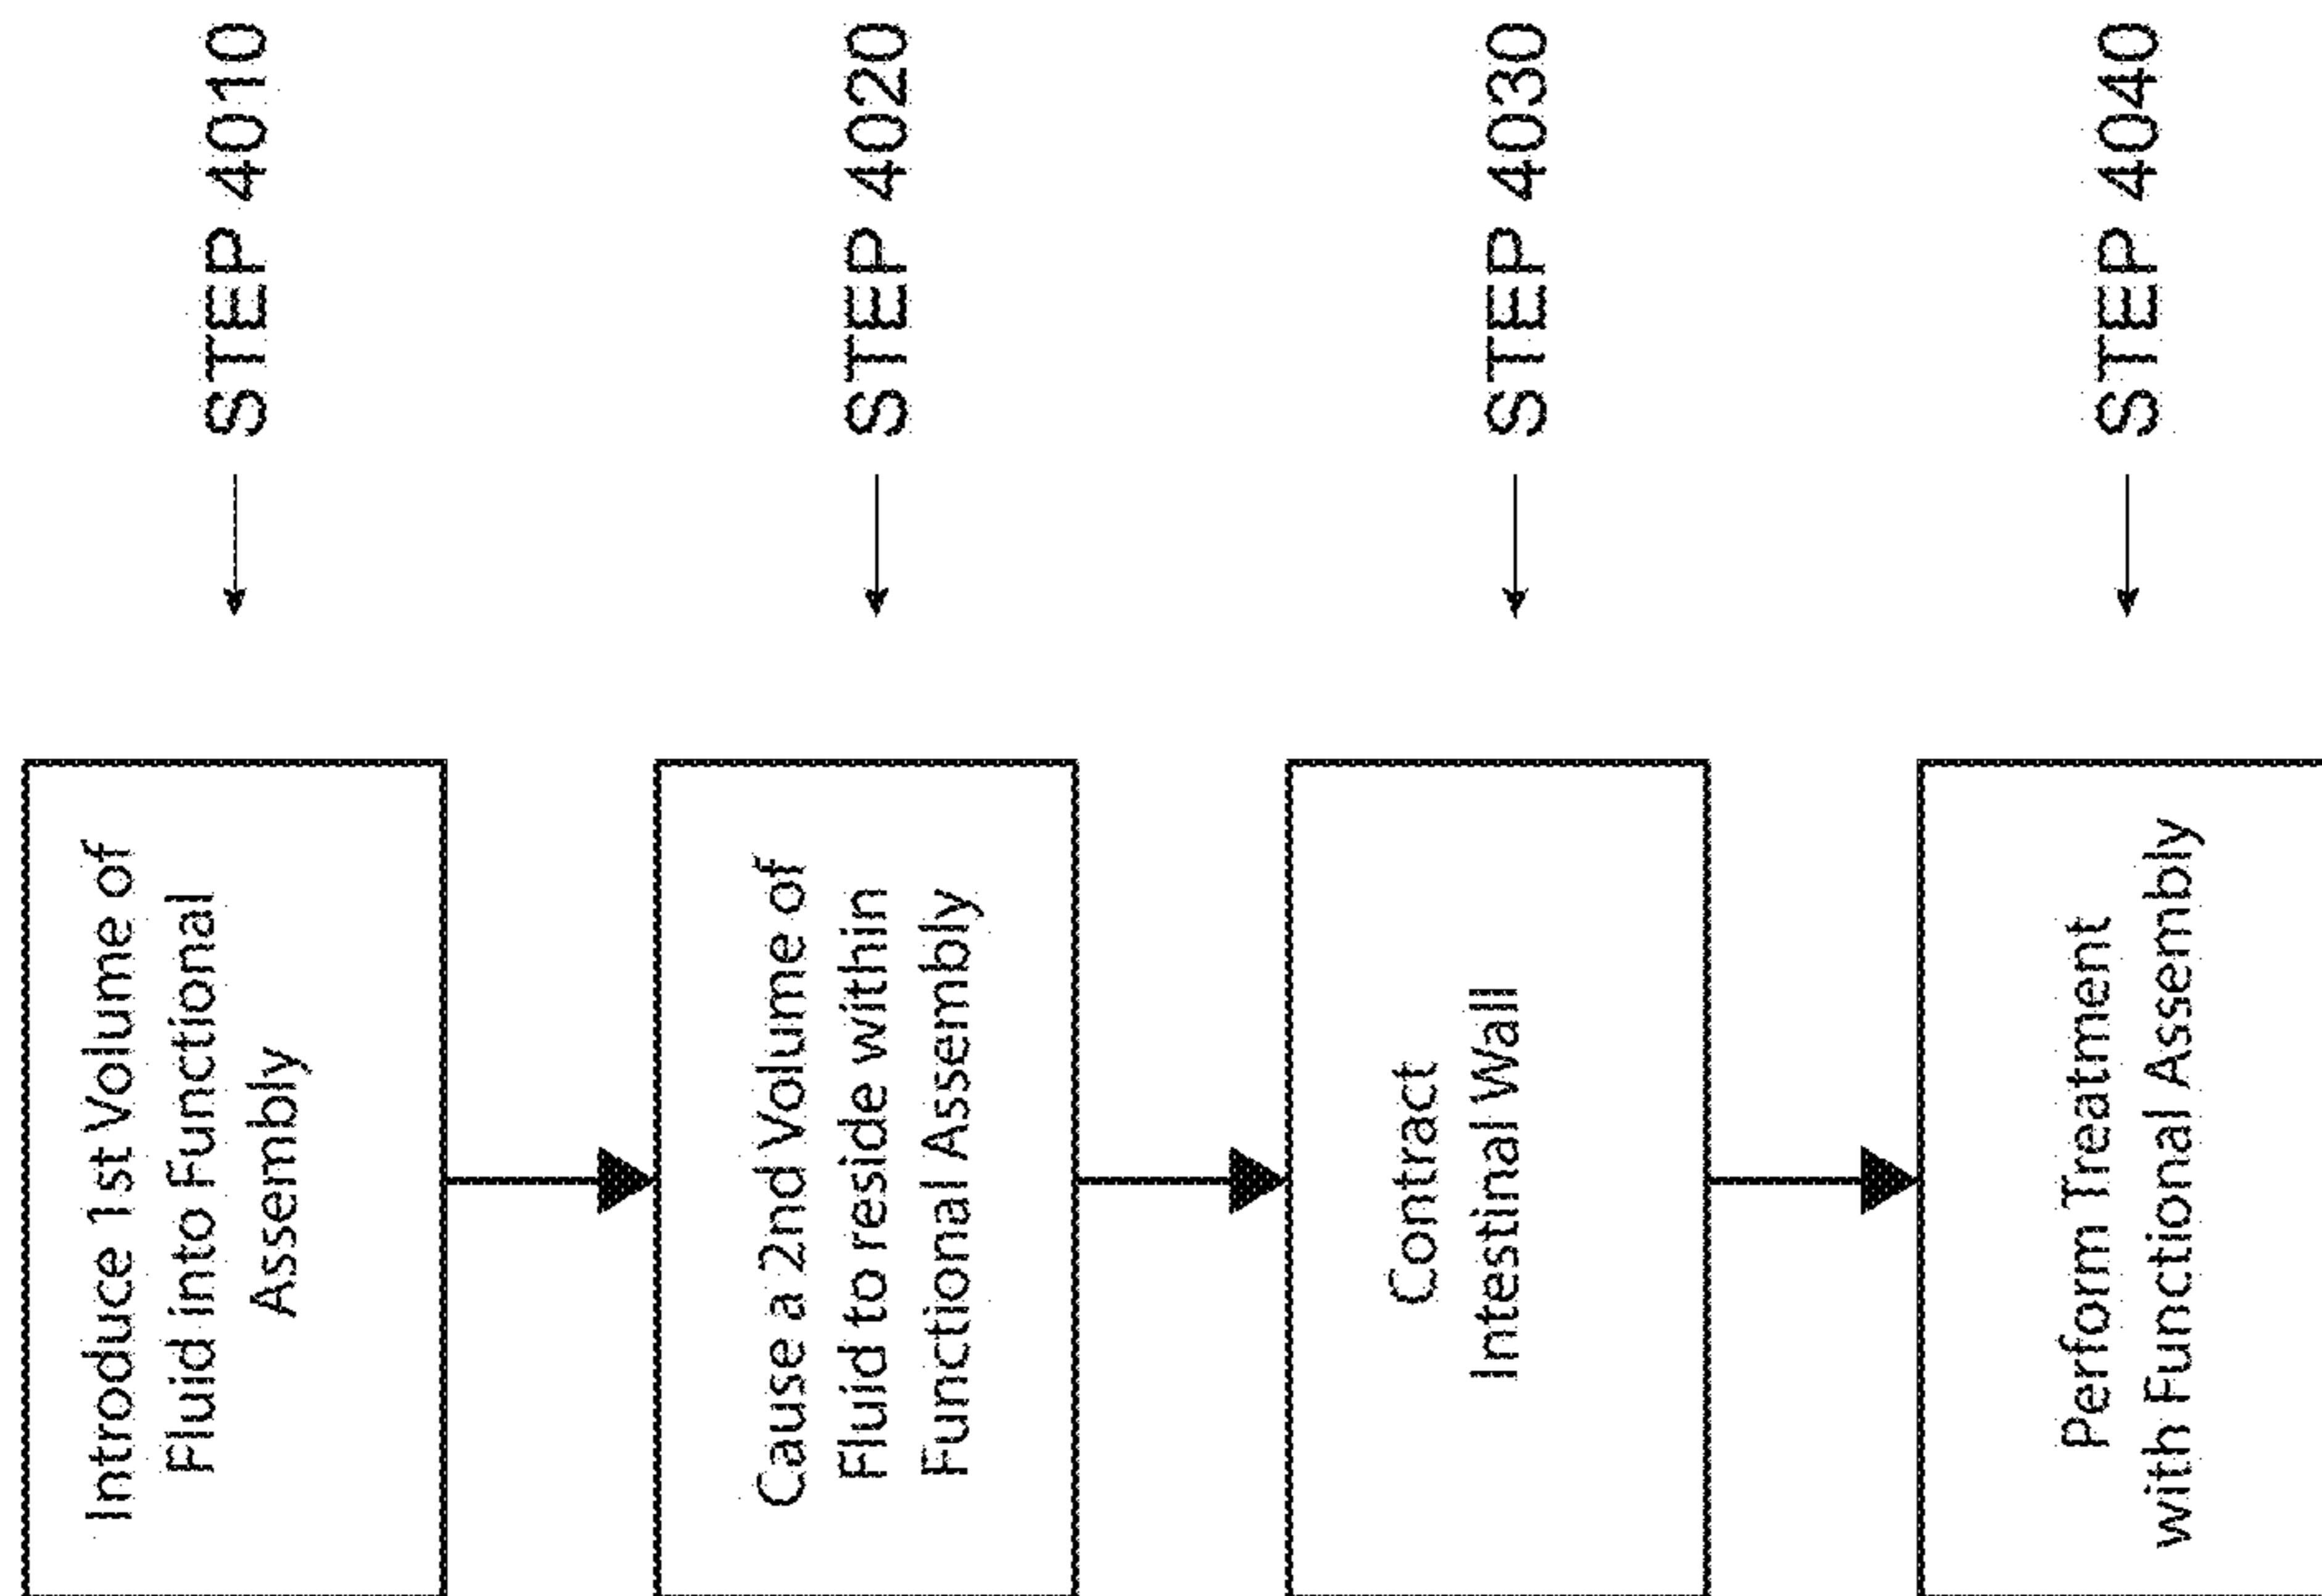 Introduce 1st Volume of
Fluid into Functional
Assembly
STEP 4010
Cause a 2nd Volume of
Fluid to reside within
Functional Assembly
STEP 4020
Contract
Intestinal Wall
STEP 4030
Perform Treatment
with Functional Assembly
STEP 4040